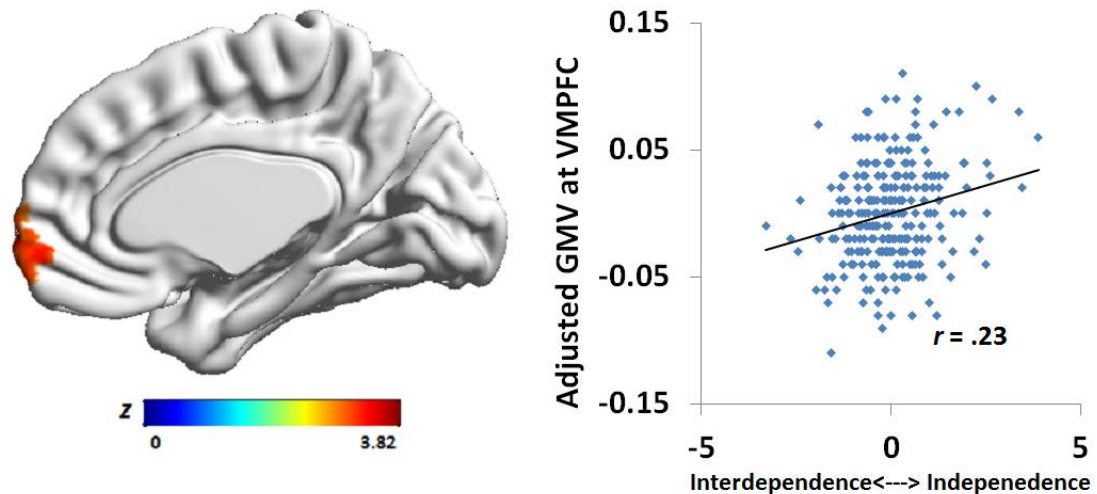 Z
0
3.82
Adjusted GMV at VMPFC
0.15
0.05
-0.05
-0.15
r = .23
-5
0
5
Interdependence<---> Indepenedence